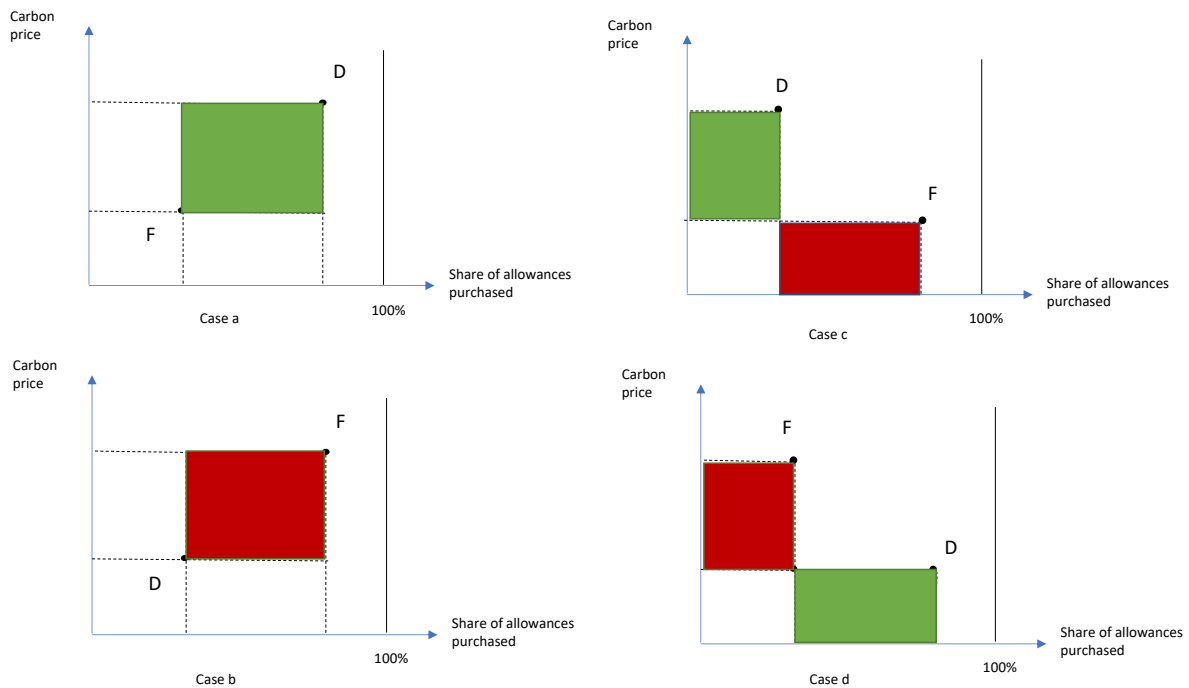 Carbon
price
D
F
Share of allowances
purchased
100%
Case a
Carbon
price
D
F
Share of allowances
purchased
100%
Case c
Carbon
price
F
D
Share of allowances
purchased
100%
Case b
Carbon
price
F
D
Share of allowances
purchased
100%
Case d